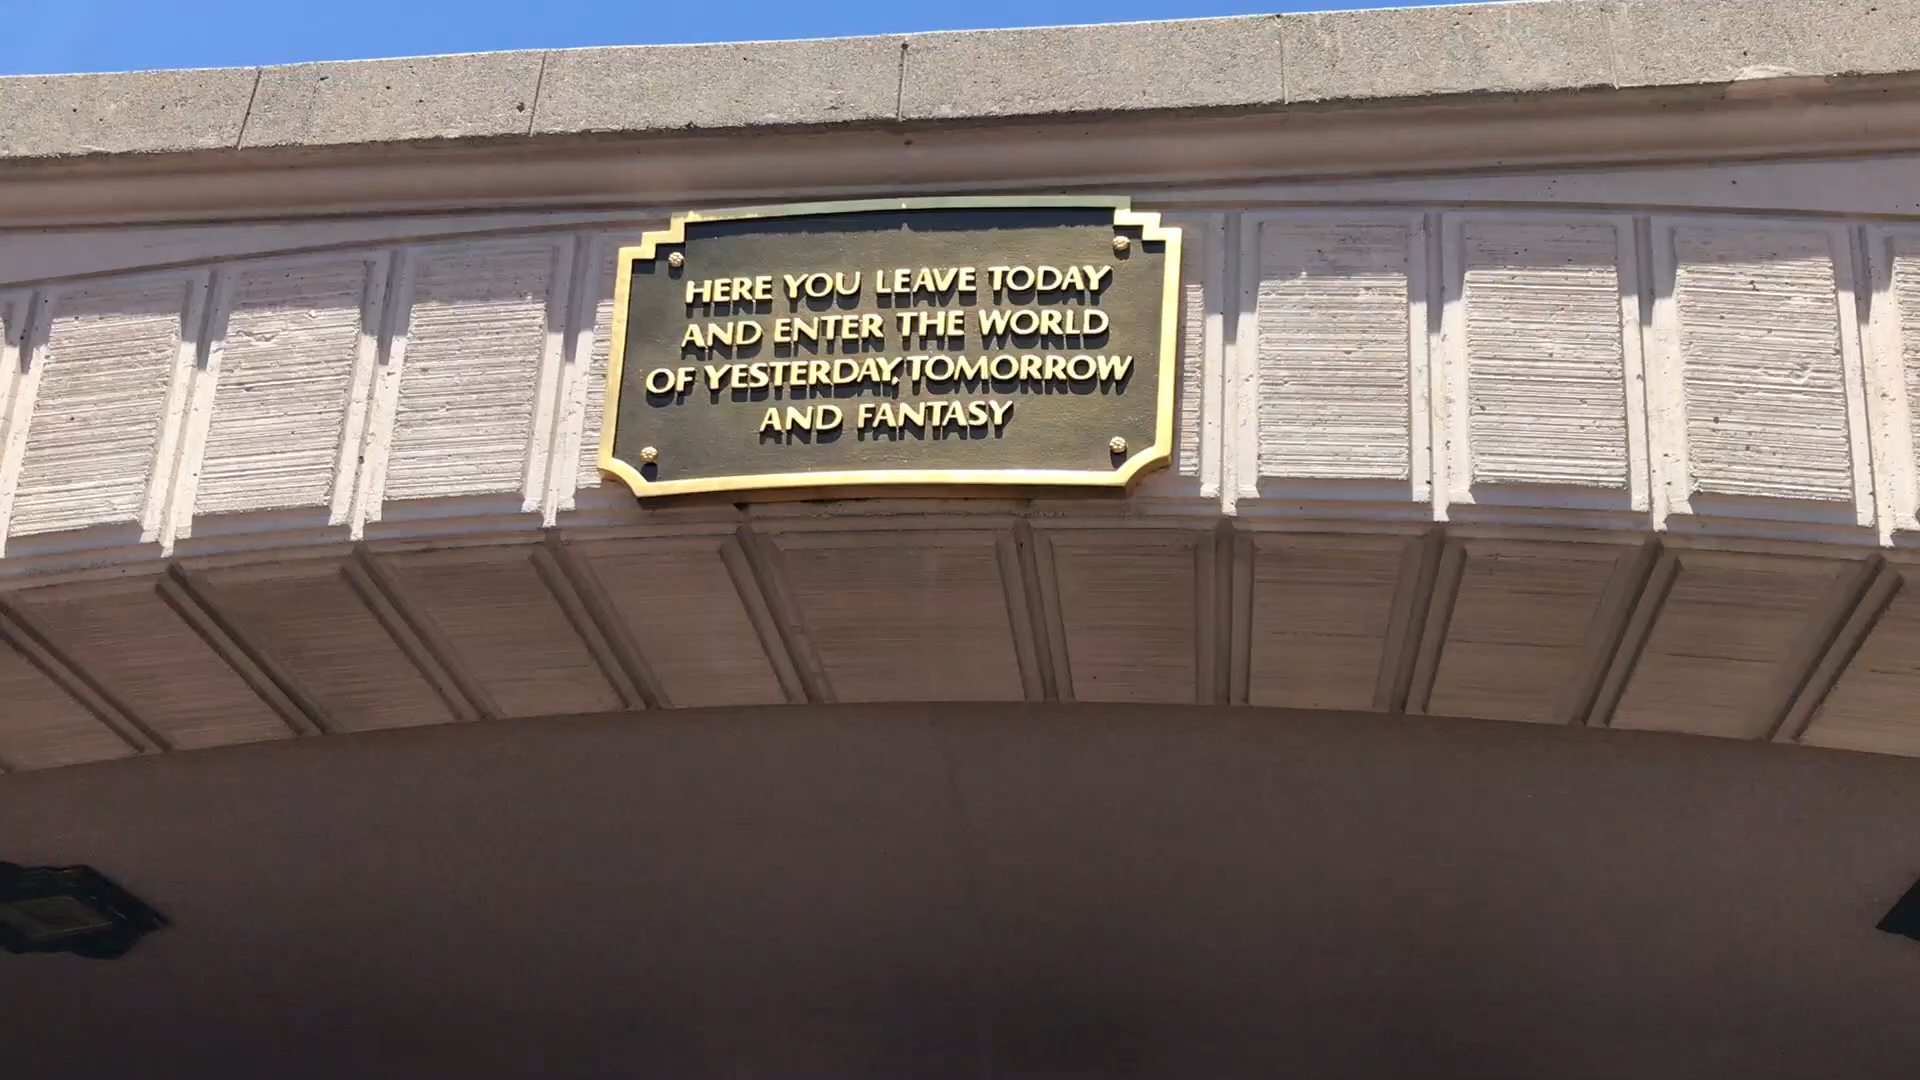 HERE YOU LEAVE TODAY
AND ENTER THE WORLD
OF YESTERDAY, TOMORROW
AND FANTASY